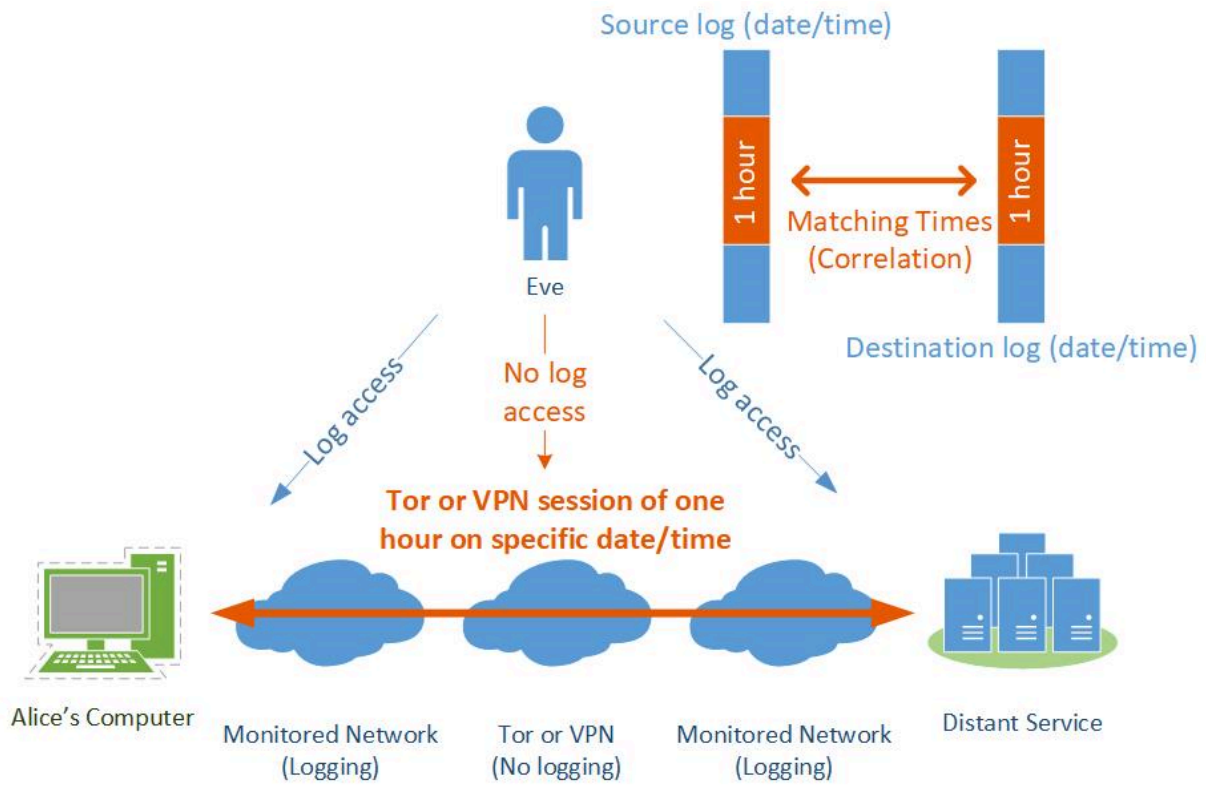 Source log (date/time)
1 hour
1 hour
Matching Times
(Correlation)
Destination log (date/time)
Eve
Log access
No log
access
Log access
Tor or VPN session of one
hour on specific date/time
Alice’s Computer
Monitored Network
(Logging)
Tor or VPN
(No logging)
Monitored Network
(Logging)
Distant Service